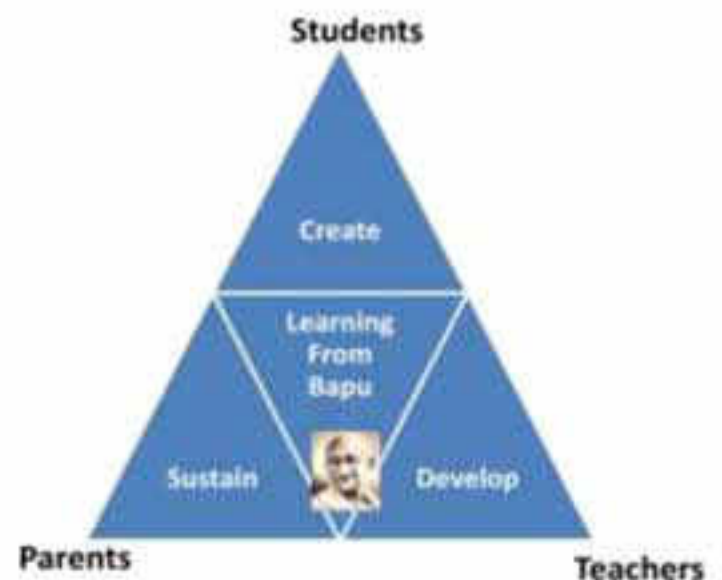 Students
Create
Learning
From
Bapu
Sustain
Develop
Parents
Teachers